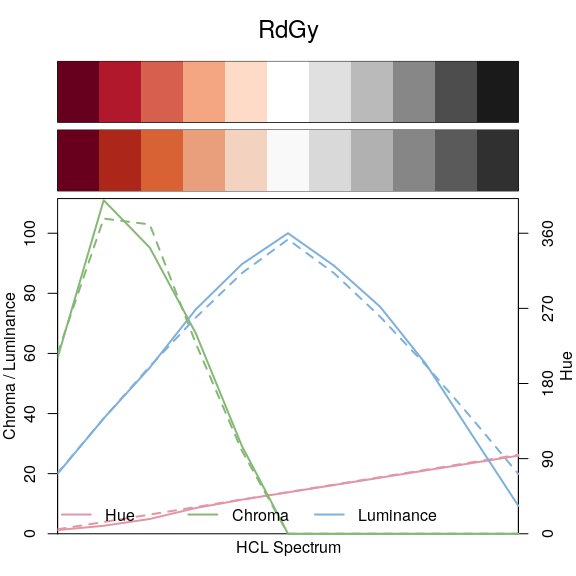 RdGy
Chroma / Luminance
0
20
40
60
80
100
0
90
180
270
360
Hue
Hue
Chroma
Luminance
HCL Spectrum